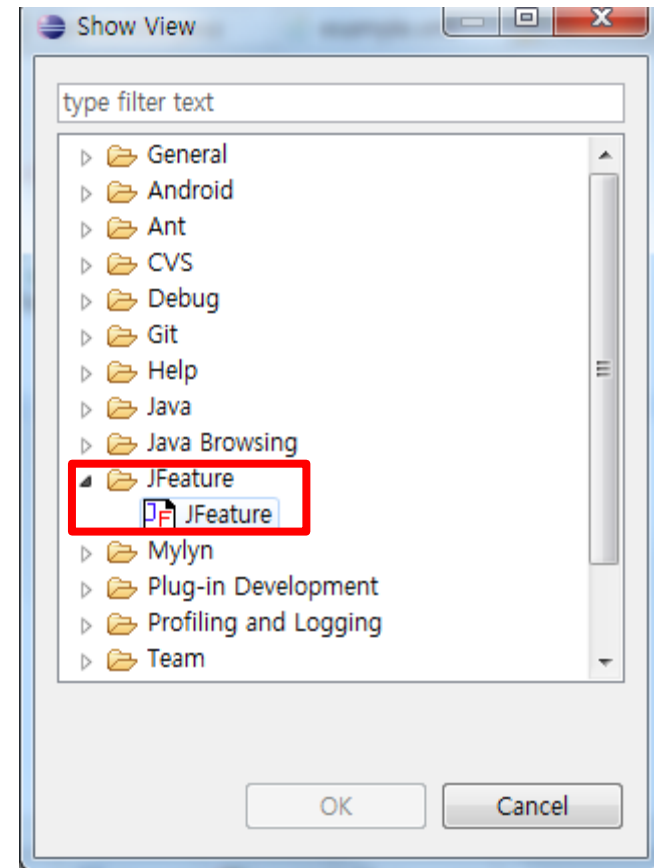 Show View
type filter text
General
Android
Ant
CVS
Debug
Git
Help
Java
Java Browsing
JFeature
JF JFeature
Mylyn
Plug-in Development
Profiling and Logging
Team
OK Cancel